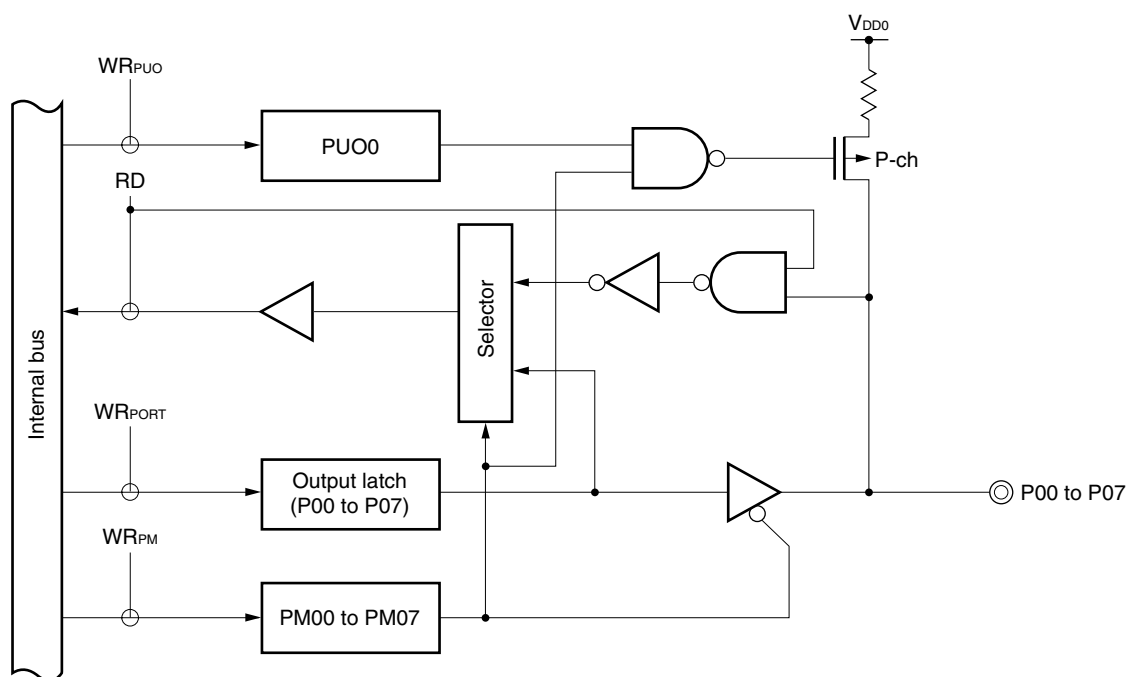 VDD0
WRPUO
PUO0
P-ch
RD
Selector
Internal bus
WRPORT
Output latch
(P00 to P07)
P00 to P07
WRPM
PM00 to PM07